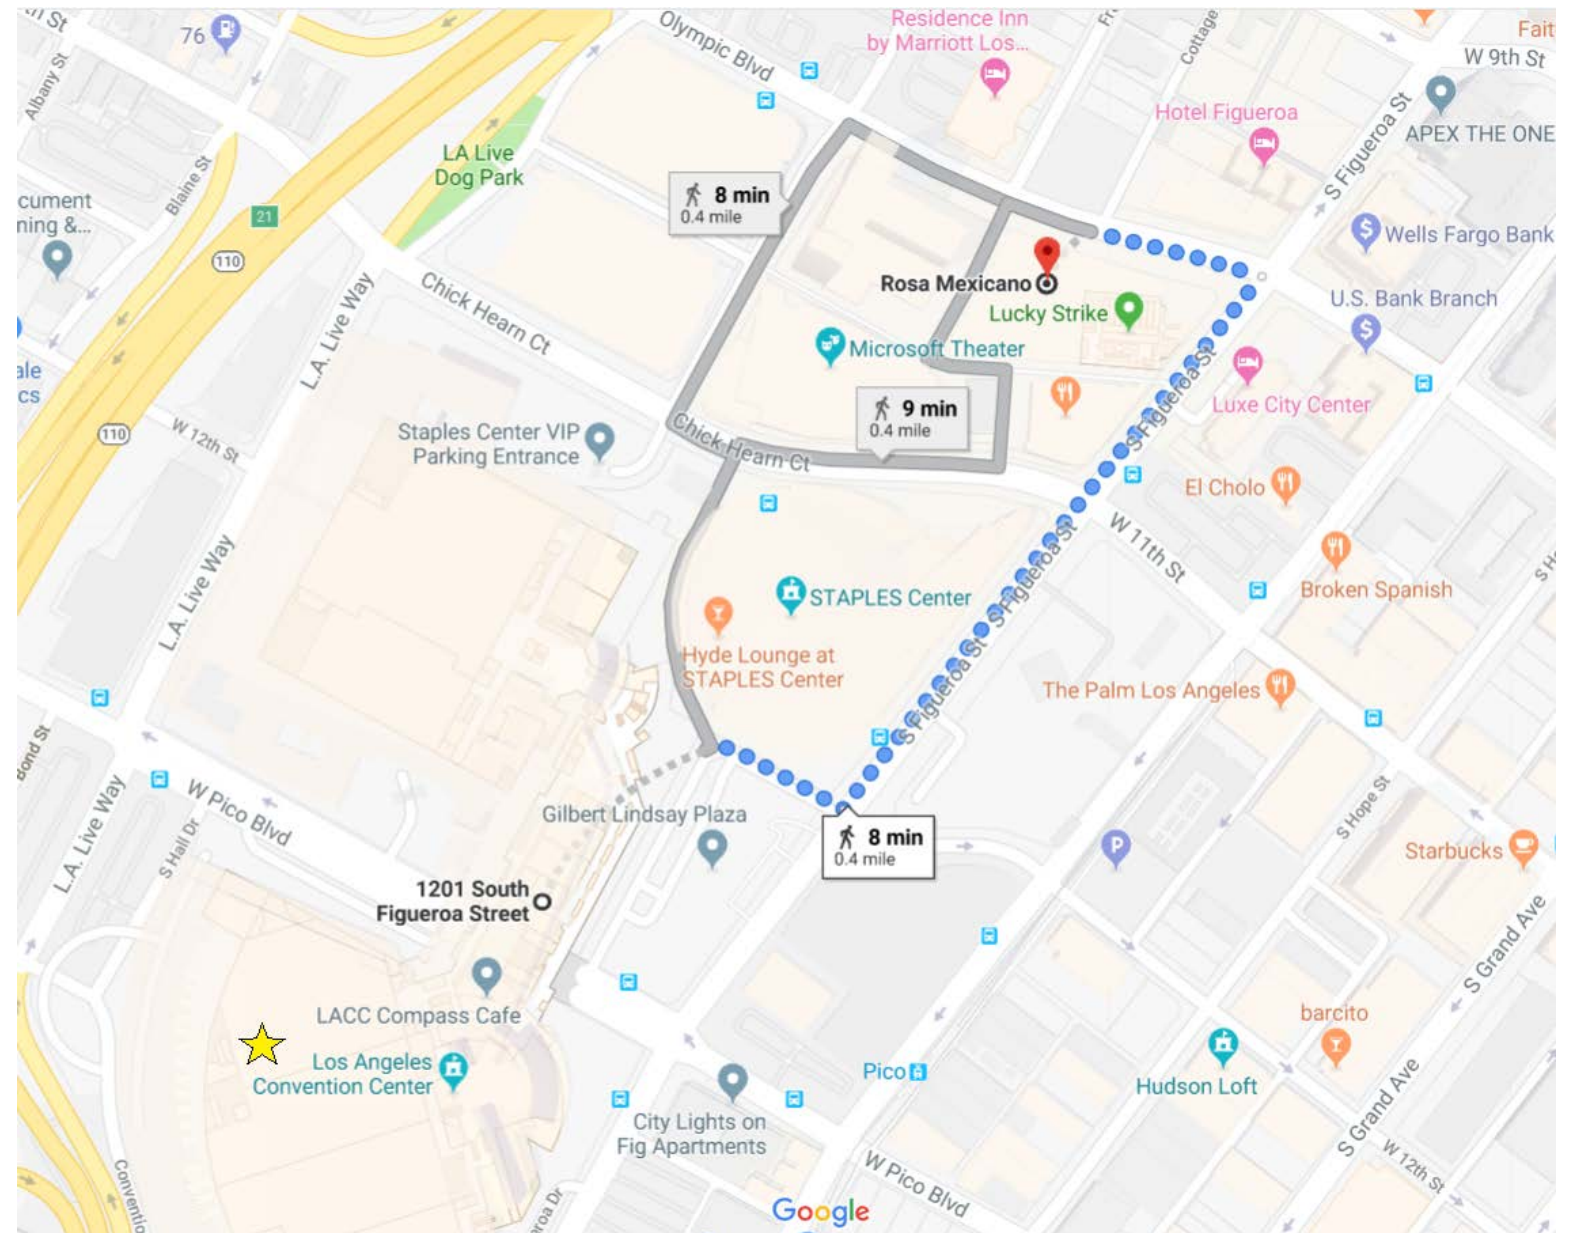 76
Albany St
Blaine St
Olympic Blvd
Residence Inn
by Marriott Los...
Cottage
W 9th St
Hotel Figueroa
APEX THE ONE
S Figueroa St
LA Live
Dog Park
8 min
0.4 mile
21
110
Wells Fargo Bank
Rosa Mexicano
Lucky Strike
U.S. Bank Branch
Chick Hearn Ct
L.A. Live Way
Microsoft Theater
S Figueroa St
Luxe City Center
9 min
0.4 mile
110
W 12th St
Staples Center VIP
Parking Entrance
Chick Hearn Ct
El Cholo
W 11th St
L.A. Live Way
STAPLES Center
S Figueroa St
Broken Spanish
Hyde Lounge at
STAPLES Center
S Figueroa St
The Palm Los Angeles
Bond St
W Pico Blvd
L.A. Live Way
S Hall Dr
Gilbert Lindsay Plaza
8 min
0.4 mile
P
S Hope St
Starbucks
1201 South
Figueroa Street
S Grand Ave
LACC Compass Cafe
Los Angeles
Convention Center
barcito
Pico
Hudson Loft
City Lights on
Fig Apartments
S Grand Ave
W 12th St
W Pico Blvd
Google